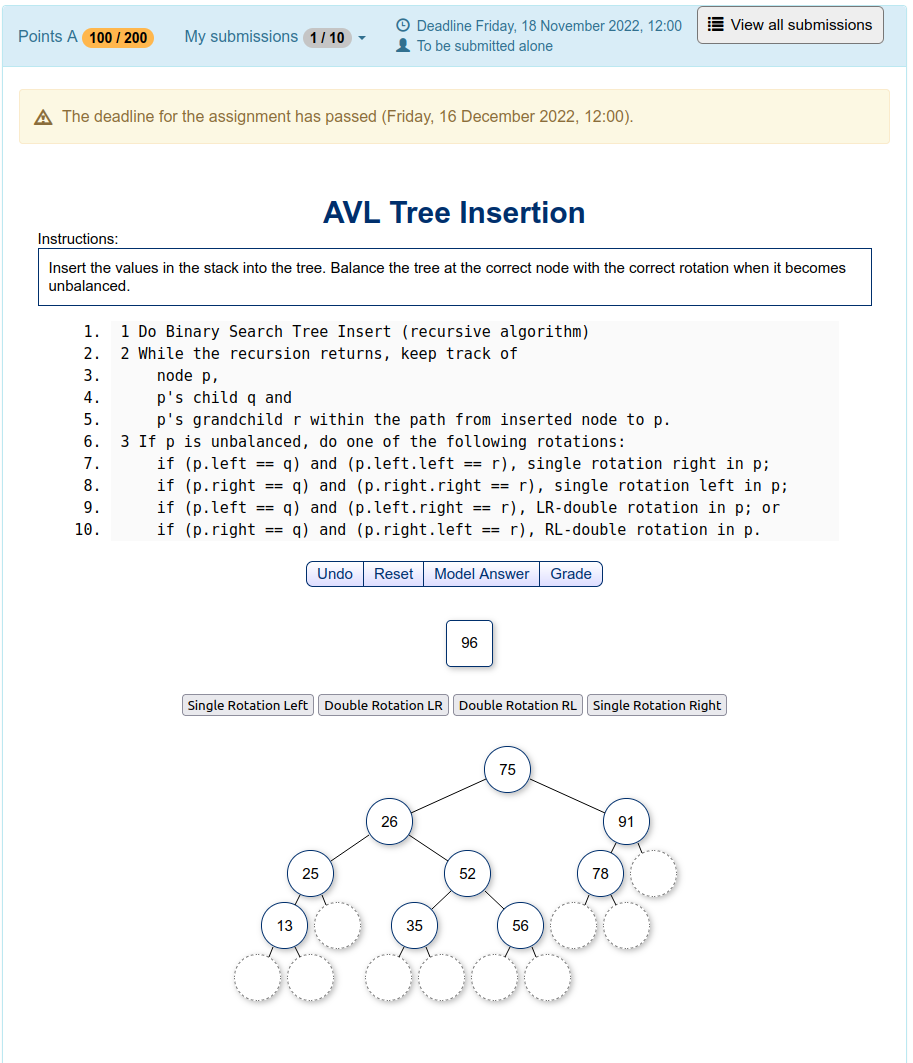 Points A 100 / 200 My submissions 1 / 10 Deadline Friday, 18 November 2022, 12:00 View all submissions
To be submitted alone
The deadline for the assignment has passed (Friday, 16 December 2022, 12:00).
AVL Tree Insertion
Instructions:
Insert the values in the stack into the tree. Balance the tree at the correct node with the correct rotation when it becomes
unbalanced.
1. 1 Do Binary Search Tree Insert (recursive algorithm)
2. 2 While the recursion returns, keep track of
3. node p,
4. p's child q and
5. p's grandchild r within the path from inserted node to p.
6. 3 If p is unbalanced, do one of the following rotations:
7. if (p.left == q) and (p.left.left == r), single rotation right in p;
8. if (p.right == q) and (p.right.right == r), single rotation left in p;
9. if (p.left == q) and (p.left.right == r), LR-double rotation in p; or
10. if (p.right == q) and (p.right.left == r), RL-double rotation in p.
Undo Reset Model Answer Grade
96
Single Rotation Left Double Rotation LR Double Rotation RL Single Rotation Right
75
26 91
25 52 78
13 35 56